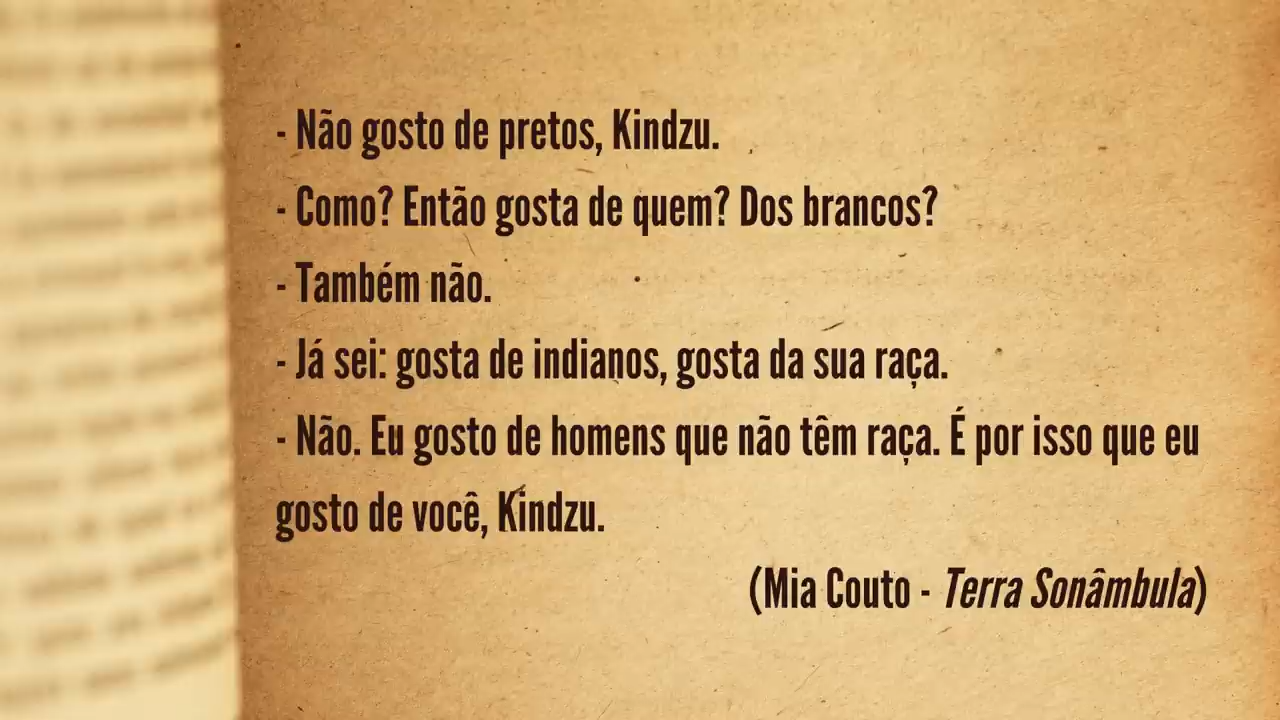 - Não gosto de pretos, Kindzu.
- Como? Então gosta de quem? Dos brancos?
- Também não.
- Já sei: gosta de indianos, gosta da sua raça.
- Não. Eu gosto de homens que não têm raça. É por isso que eu
gosto de você, Kindzu.
(Mia Couto - Terra Sonâmbula)